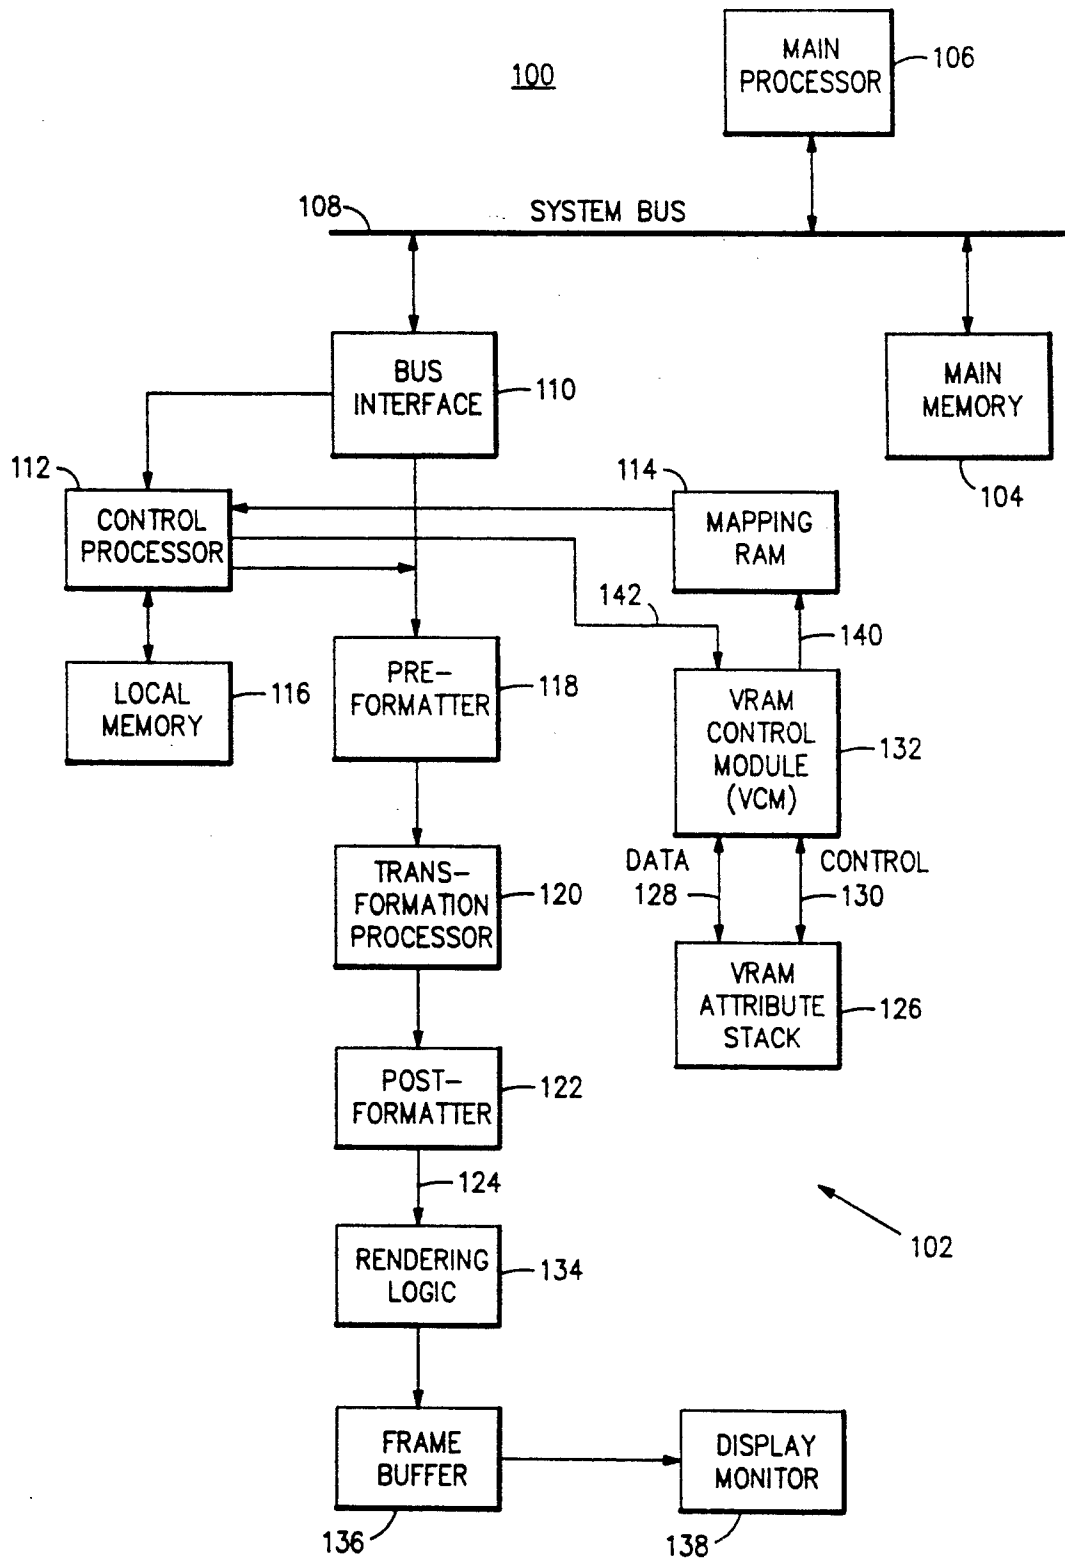 100
MAIN
PROCESSOR
106
108
SYSTEM BUS
BUS
INTERFACE
110
MAIN
MEMORY
104
112
CONTROL
PROCESSOR
114
MAPPING
RAM
142
140
LOCAL
MEMORY
116
PRE-
FORMATTER
118
VRAM
CONTROL
MODULE
(VCM)
132
DATA
128
CONTROL
130
TRANS-
FORMATION
PROCESSOR
120
VRAM
ATTRIBUTE
STACK
126
POST-
FORMATTER
122
124
102
RENDERING
LOGIC
134
FRAME
BUFFER
136
DISPLAY
MONITOR
138